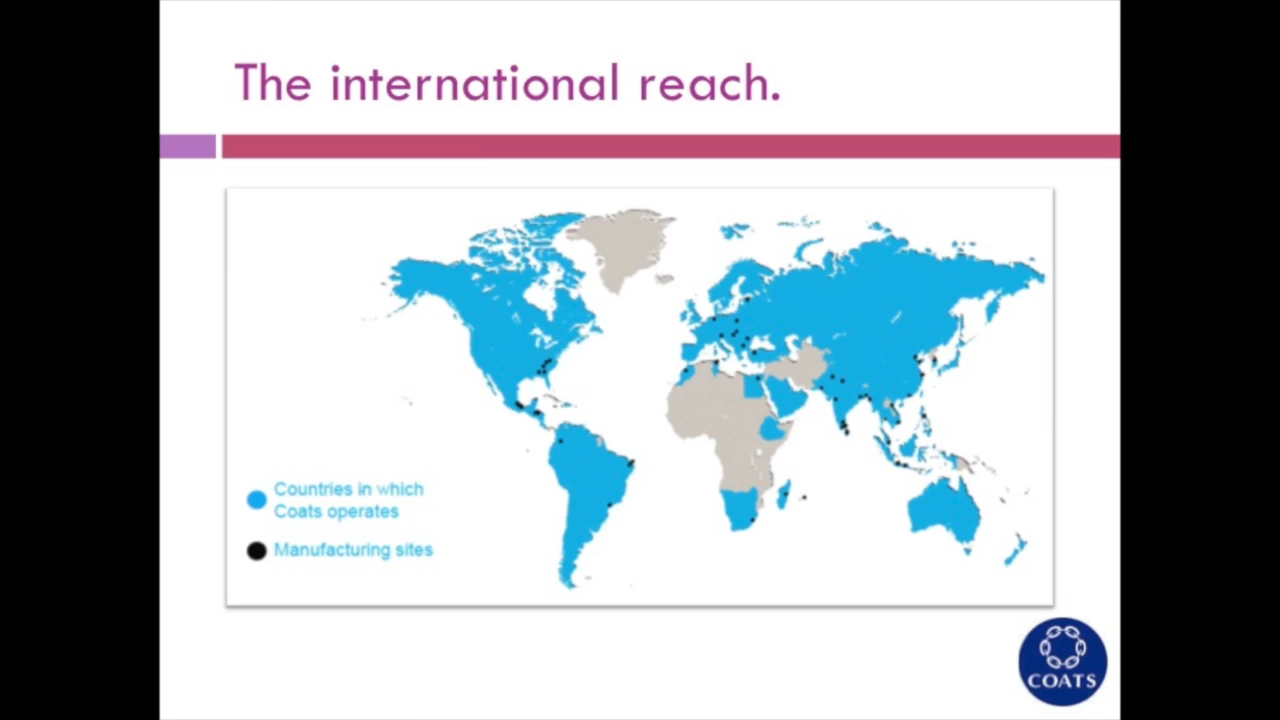 The international reach.
Countries in which
Coats operates
Manufacturing sites
COATS